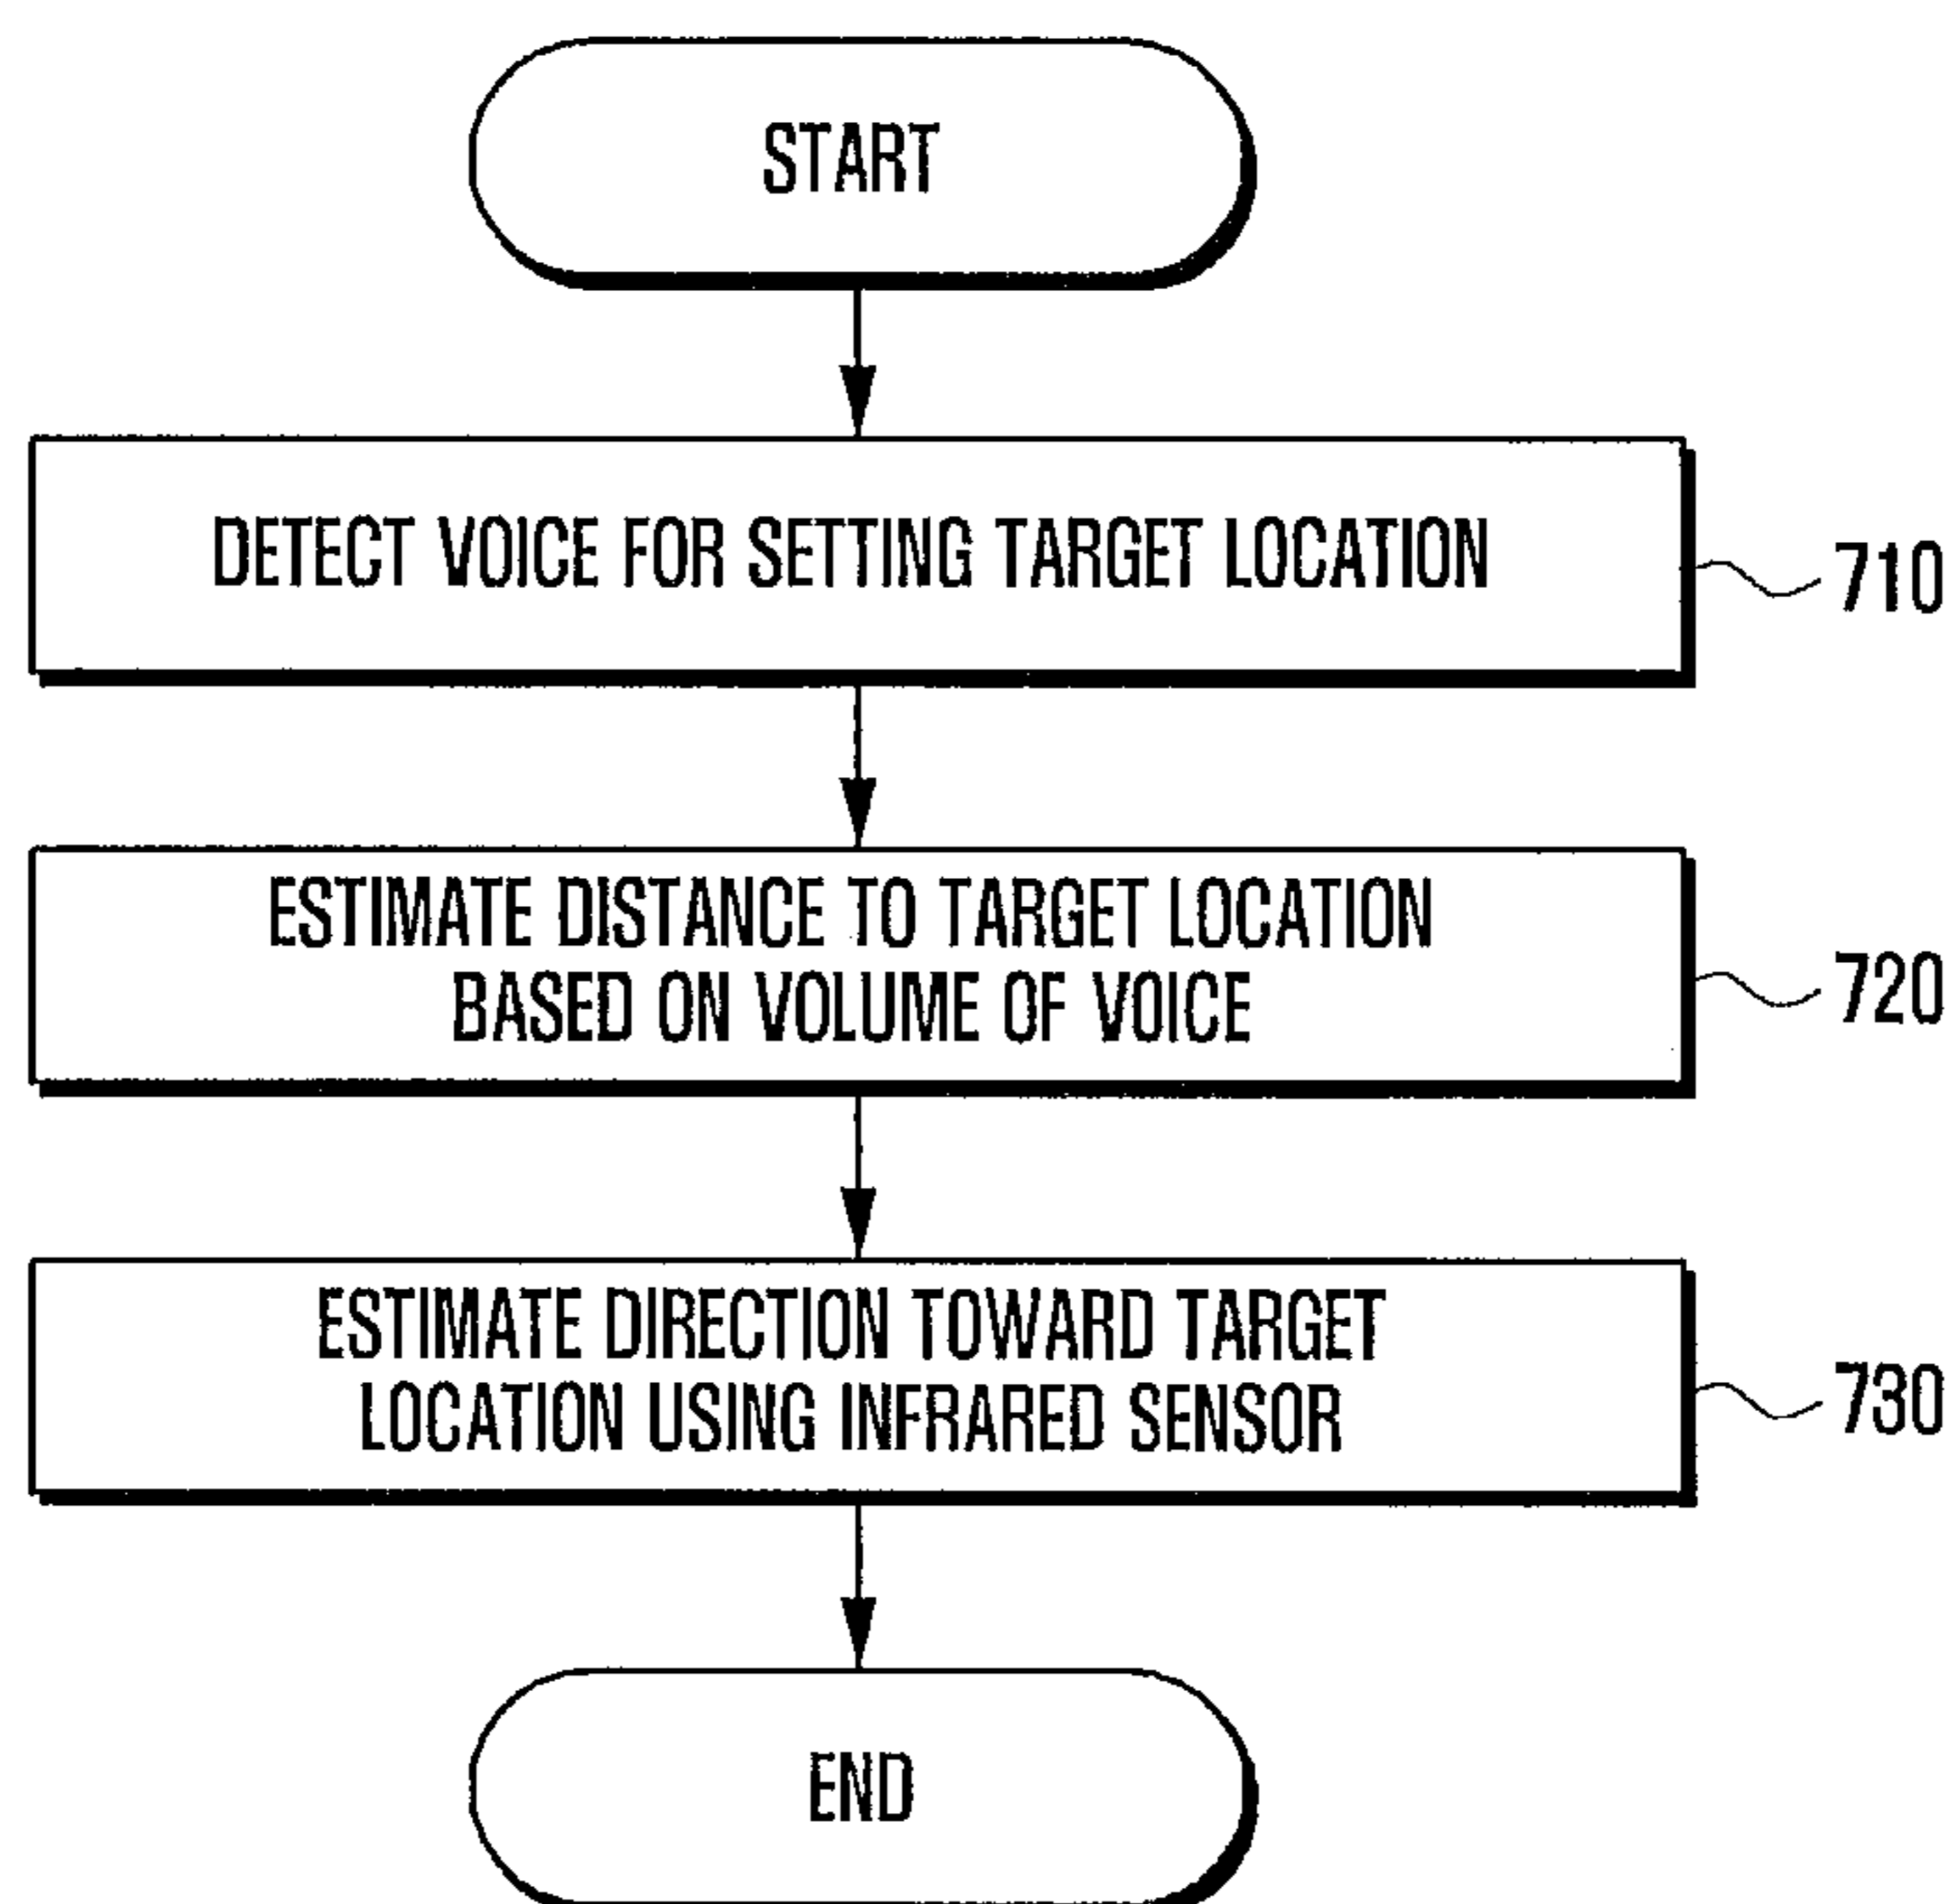 START
DETECT VOICE FOR SETTING TARGET LOCATION
710
ESTIMATE DISTANCE TO TARGET LOCATION
BASED ON VOLUME OF VOICE
720
ESTIMATE DIRECTION TOWARD TARGET
LOCATION USING INFRARED SENSOR
730
END